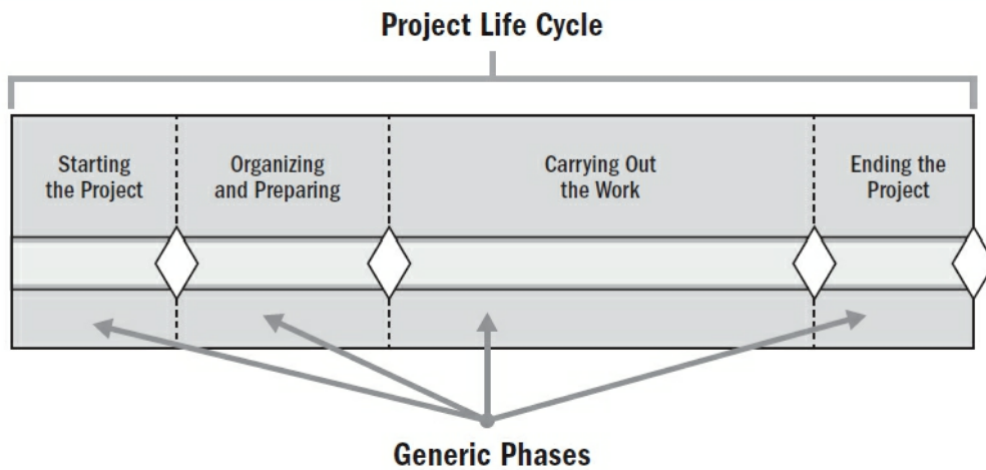 Project Life Cycle
Starting
the Project
Organizing
and Preparing
Carrying Out
the Work
Ending the
Project
Generic Phases